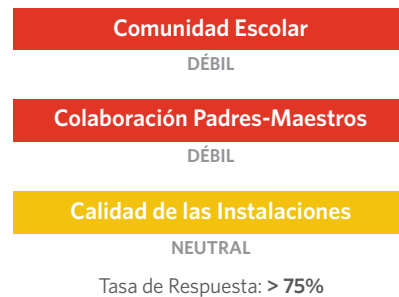 Comunidad Escolar
DÉBIL
Colaboración Padres-Maestros
DÉBIL
Calidad de las Instalaciones
NEUTRAL
Tasa de Respuesta: > 75%